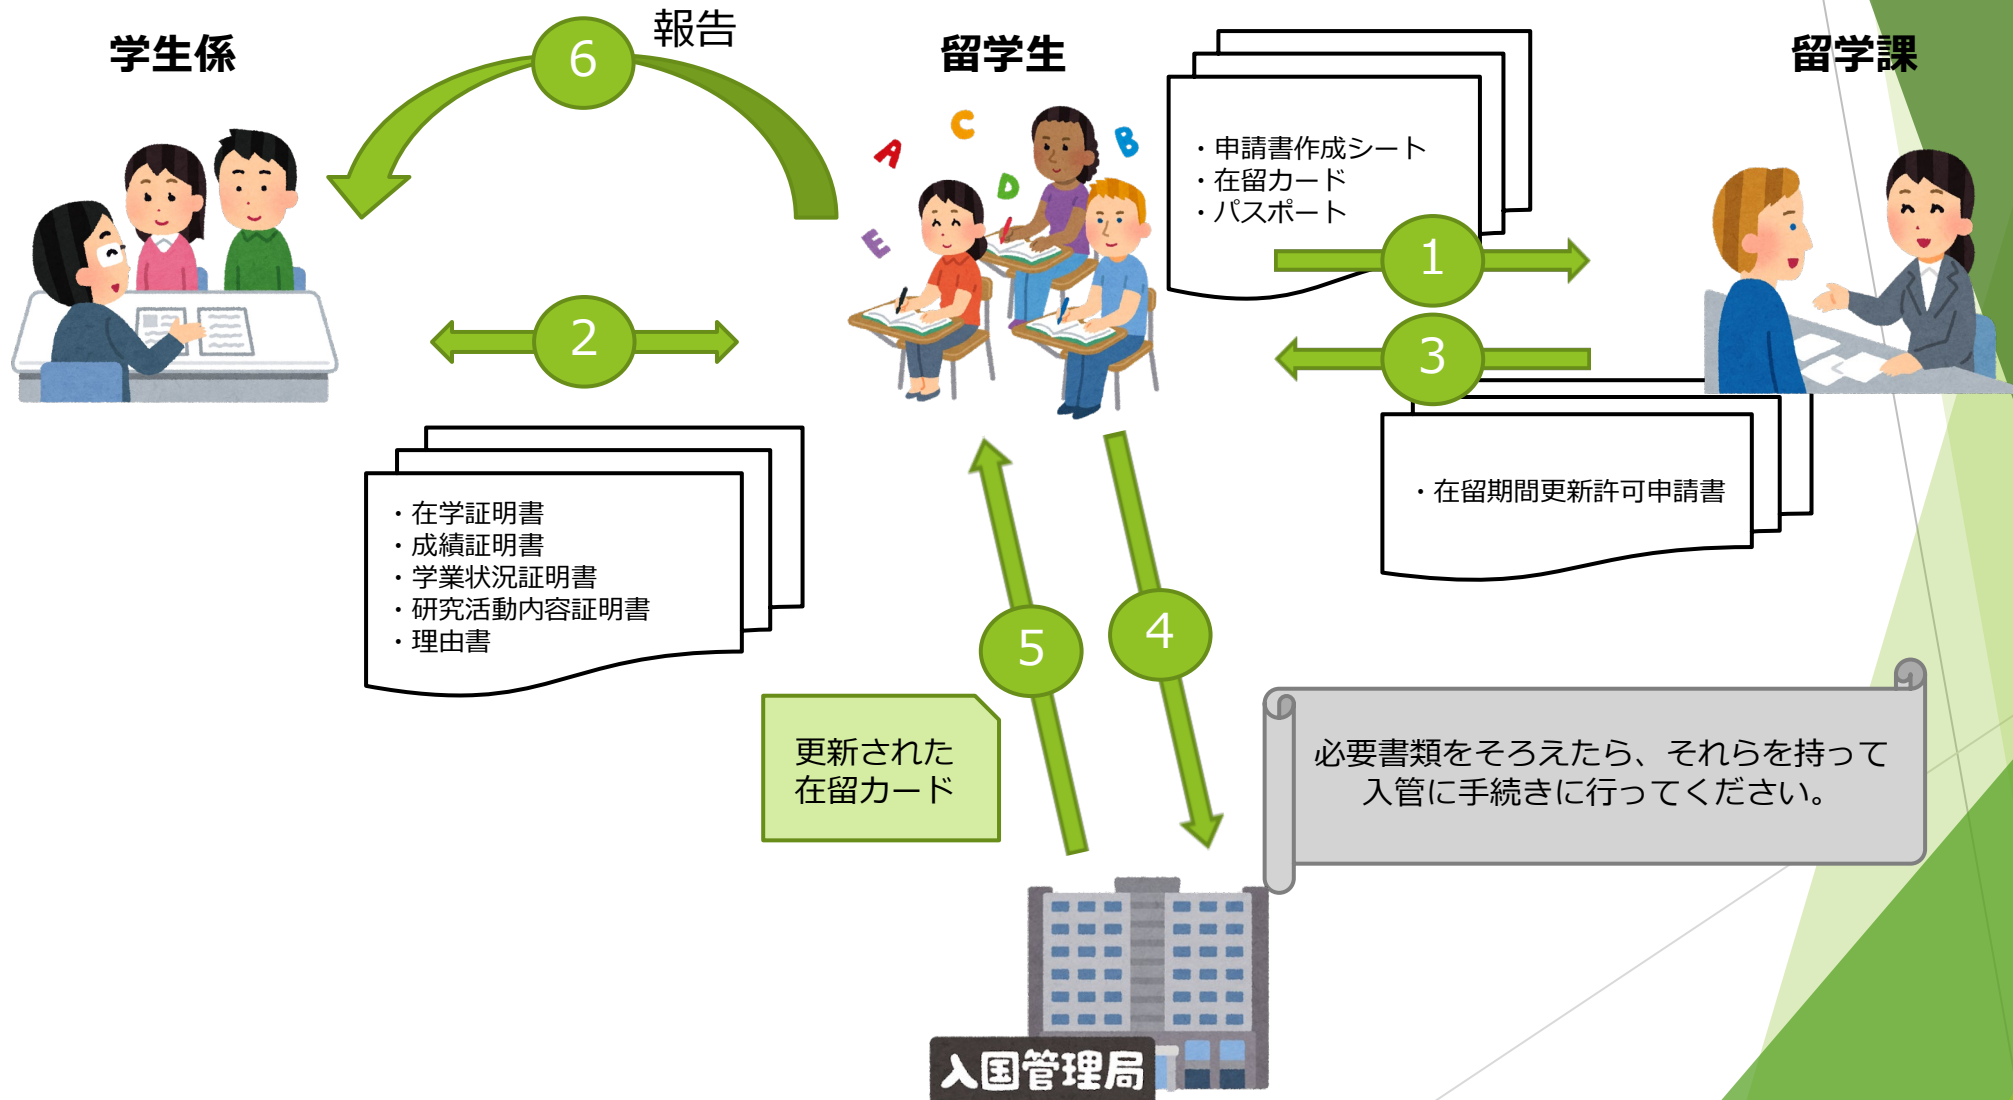 学生係
6
報告
留学生
留学課
A
C
B
D
E
・申請書作成シート
・在留カード
・パスポート
1
2
3
・在学証明書
・成績証明書
・学業状況証明書
・研究活動内容証明書
・理由書
・在留期間更新許可申請書
5
4
更新された
在留カード
必要書類をそろえたら、それらを持って
入管に手続きに行ってください。
入国管理局